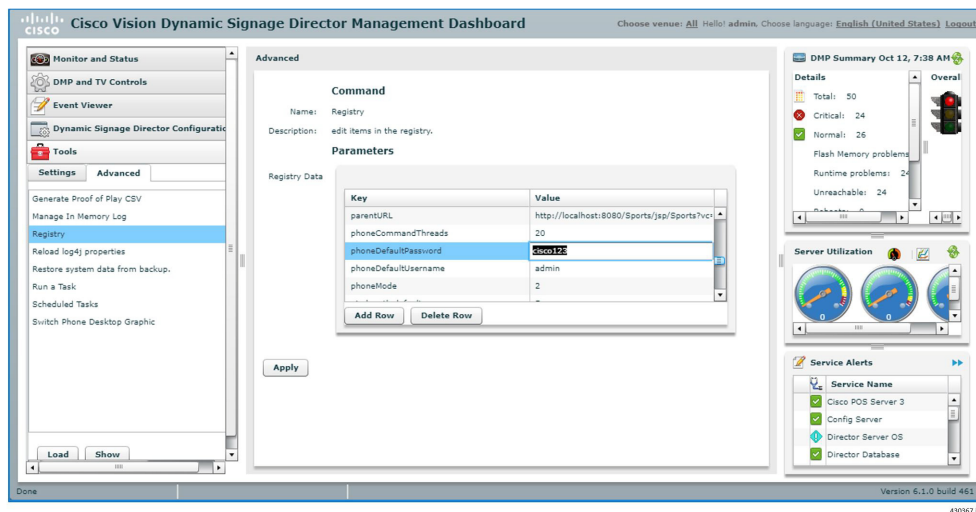 CISCO
Cisco Vision Dynamic Signage Director Management Dashboard
Choose venue: All Hello! admin. Choose language: English (United States) Logout
Monitor and Status
DMP and TV Controls
Event Viewer
Dynamic Signage Director Configuratio
Tools
Settings Advanced
Generate Proof of Play CSV
Manage In Memory Log
Registry
Reload log4j properties
Restore system data from backup.
Run a Task
Scheduled Tasks
Switch Phone Desktop Graphic
Load Show
Advanced
Command
Name: Registry
Description: edit items in the registry.
Parameters
Registry Data
Key Value
parentURL http://localhost:8080/Sports/jsp/Sports?vc=
phoneCommandThreads 20
phoneDefaultPassword cisco123
phoneDefaultUsername admin
phoneMode 2
Add Row Delete Row
Apply
DMP Summary Oct 12, 7:38 AM
Details Overal
Total: 50
Critical: 24
Normal: 26
Flash Memory problems
Runtime problems: 24
Unreachable: 24
Server Utilization
0 0
Service Alerts
Service Name
Cisco POS Server 3
Config Server
Director Server OS
Director Database
Done
Version 6.1.0 build 461
430367